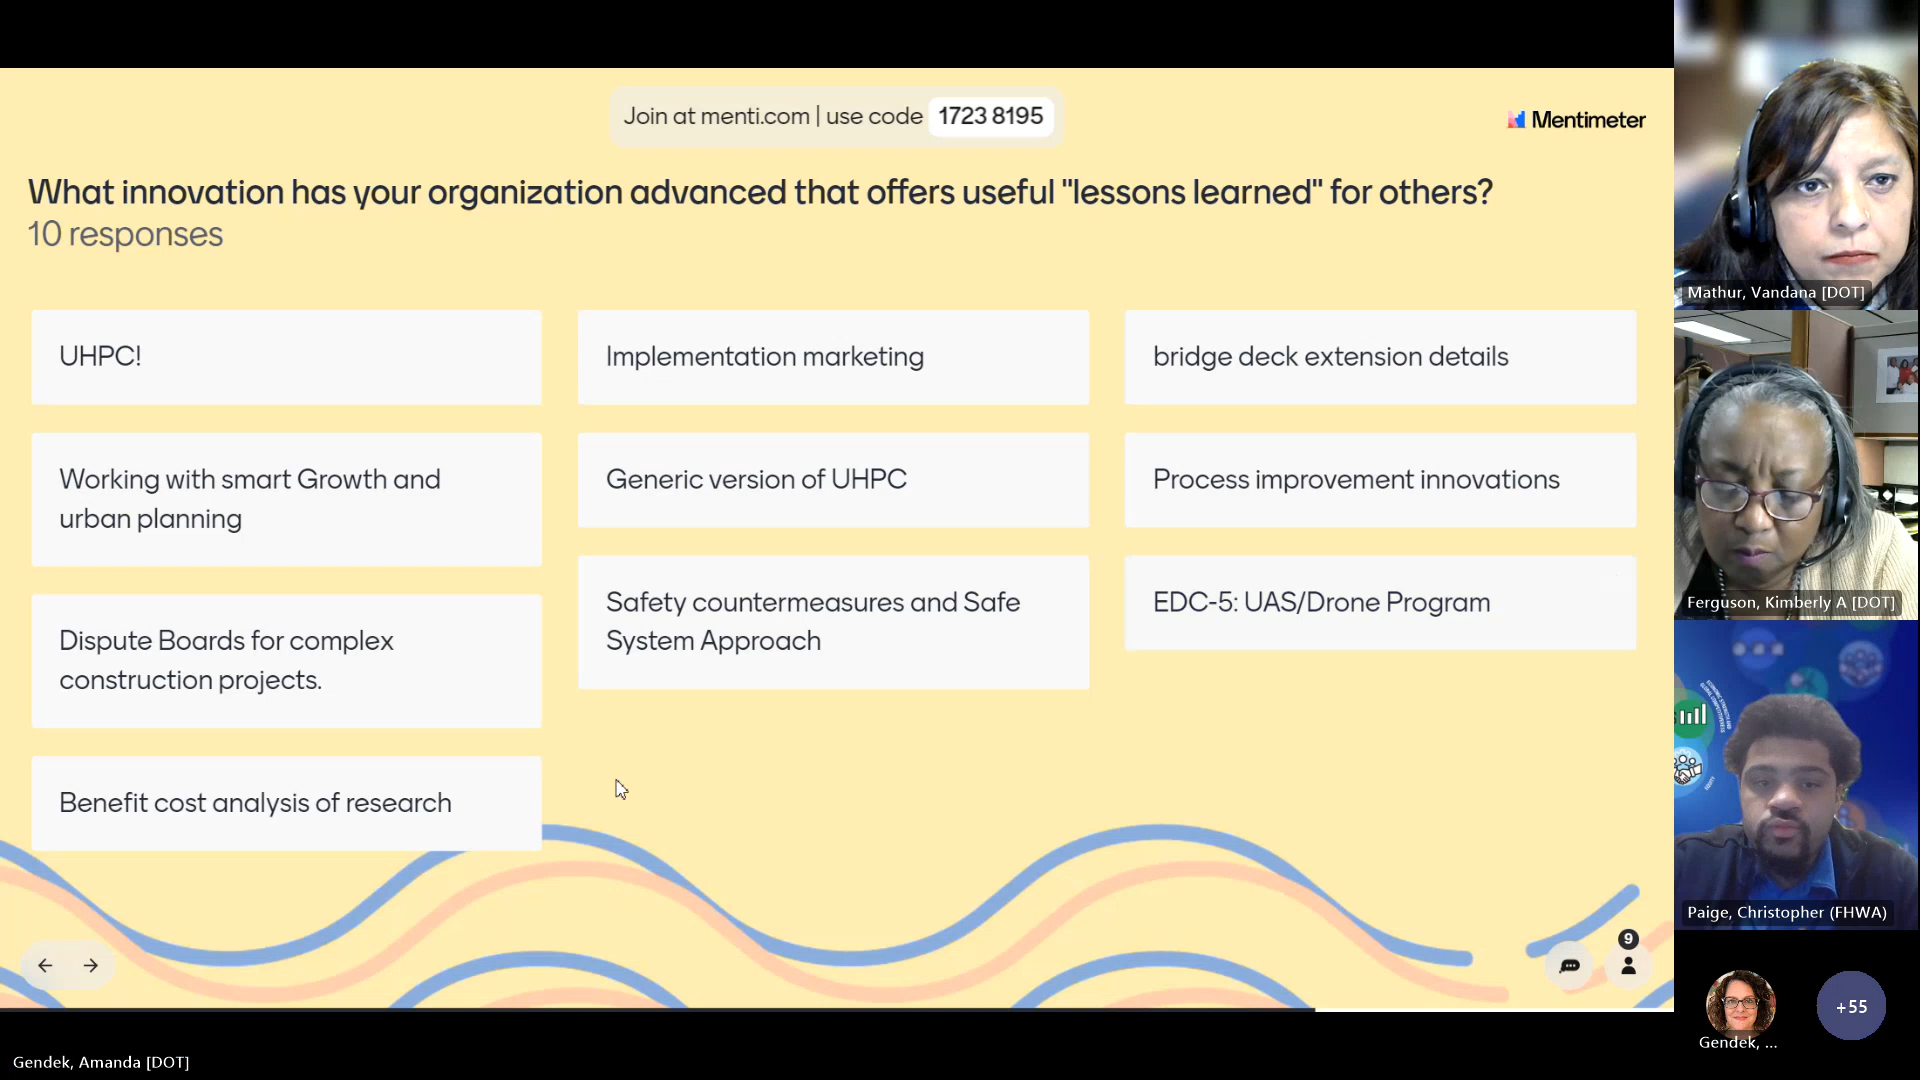 Join at menti.com | use code 1723 8195
Mentimeter
What innovation has your organization advanced that offers useful "lessons learned" for others?
10 responses
UHPC!
Implementation marketing
bridge deck extension details
Working with smart Growth and
urban planning
Generic version of UHPC
Process improvement innovations
Dispute Boards for complex
construction projects.
Safety countermeasures and Safe
System Approach
EDC-5: UAS/Drone Program
Benefit cost analysis of research
9
Mathur, Vandana [DOT]
Ferguson, Kimberly A [DOT]
Paige, Christopher (FHWA)
Gendek, ...
+55
Gendek, Amanda [DOT]